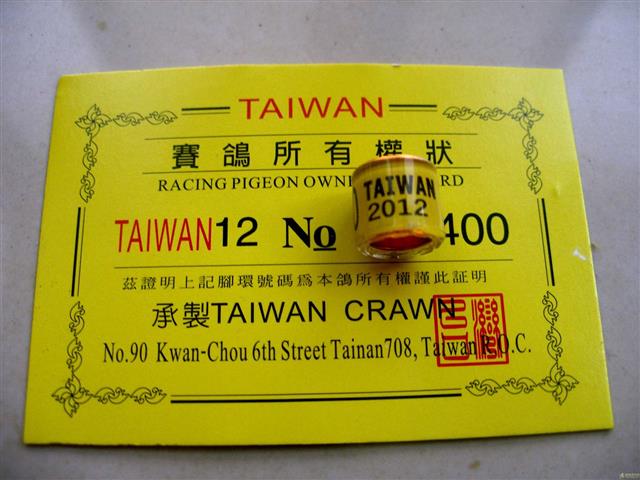 TAIWAN
賽鴿所有權狀
RACING PIGEON OWNE RD
TAIWAN12 No 400
TAIWAN
2012
茲證明上記腳環號碼為本鴿所有權謹此証明
承製TAIWAN CRAWN
No.90 Kwan-Chou 6th Street Tainan708, Taiwan R.O.C.